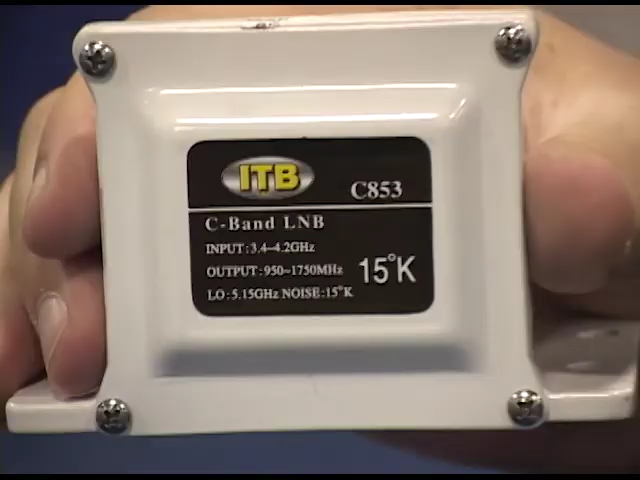 ITB
C853
C-Band LNB
INPUT:3.4~4.2GHz
OUTPUT:950~1750MHz
15°K
LO:5.15GHz NOISE:15°K